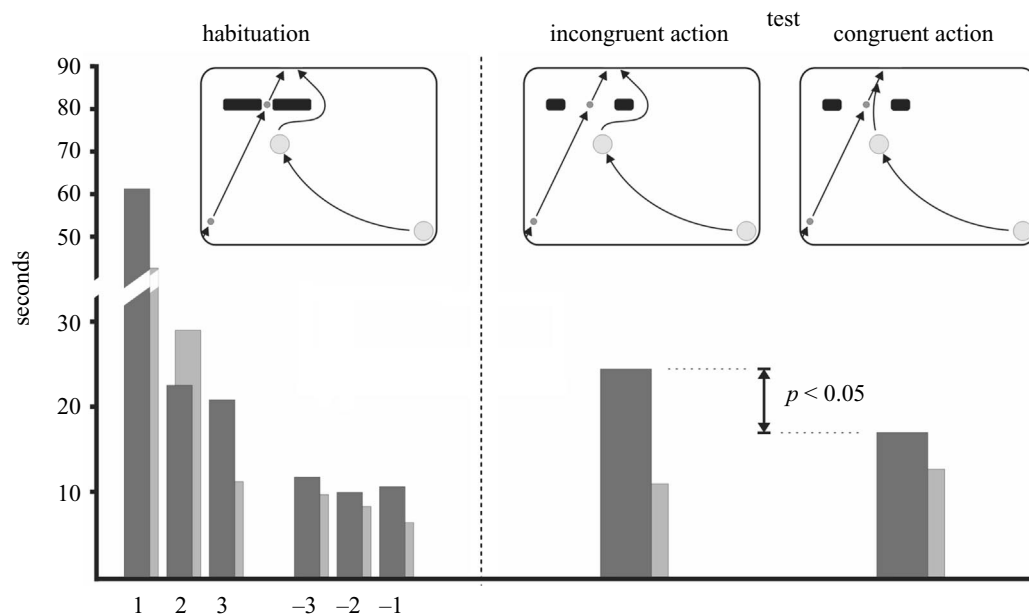 test
habituation
incongruent action
congruent action
90
80
70
60
50
30
20
10
seconds
p < 0.05
1 2 3 –3 –2 –1